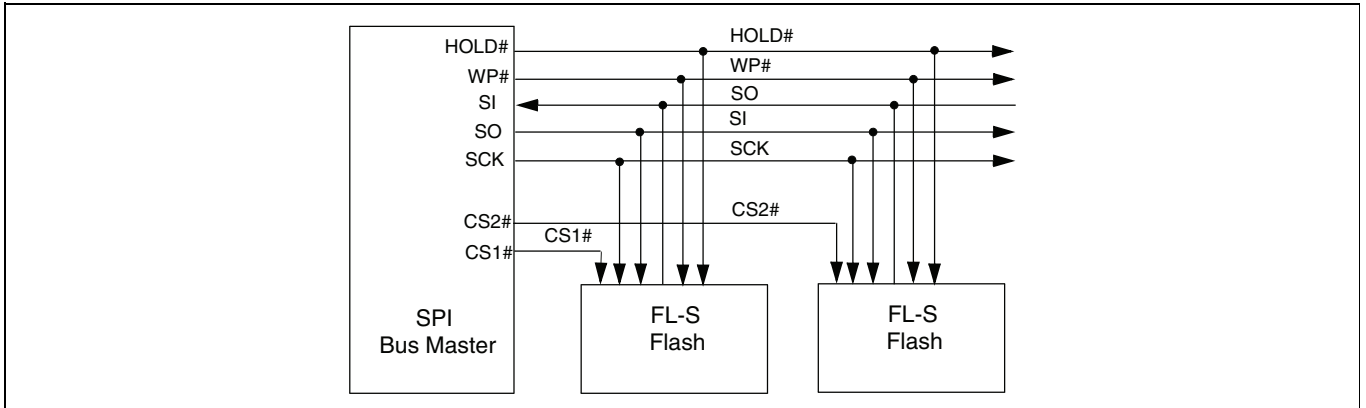 HOLD#
HOLD#
WP#
WP#
SI
SO
SO
SI
SCK
SCK
CS2#
CS2#
CS1#
CS1#
SPI
Bus Master
FL-S
Flash
FL-S
Flash